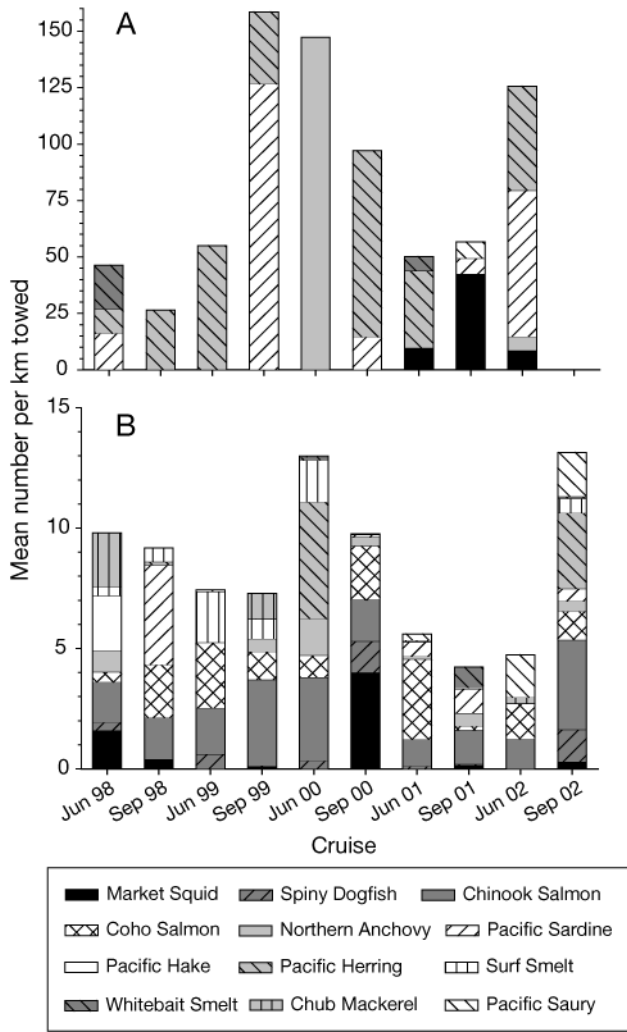 A
150
125
100
75
50
25
0
Mean number per km towed
B
15
10
5
0
Jun 98 Sep 98 Jun 99 Sep 99 Jun 00 Sep 00 Jun 01 Sep 01 Jun 02 Sep 02
Cruise
Market Squid Spiny Dogfish Chinook Salmon
Coho Salmon Northern Anchovy Pacific Sardine
Pacific Hake Pacific Herring Surf Smelt
Whitebait Smelt Chub Mackerel Pacific Saury